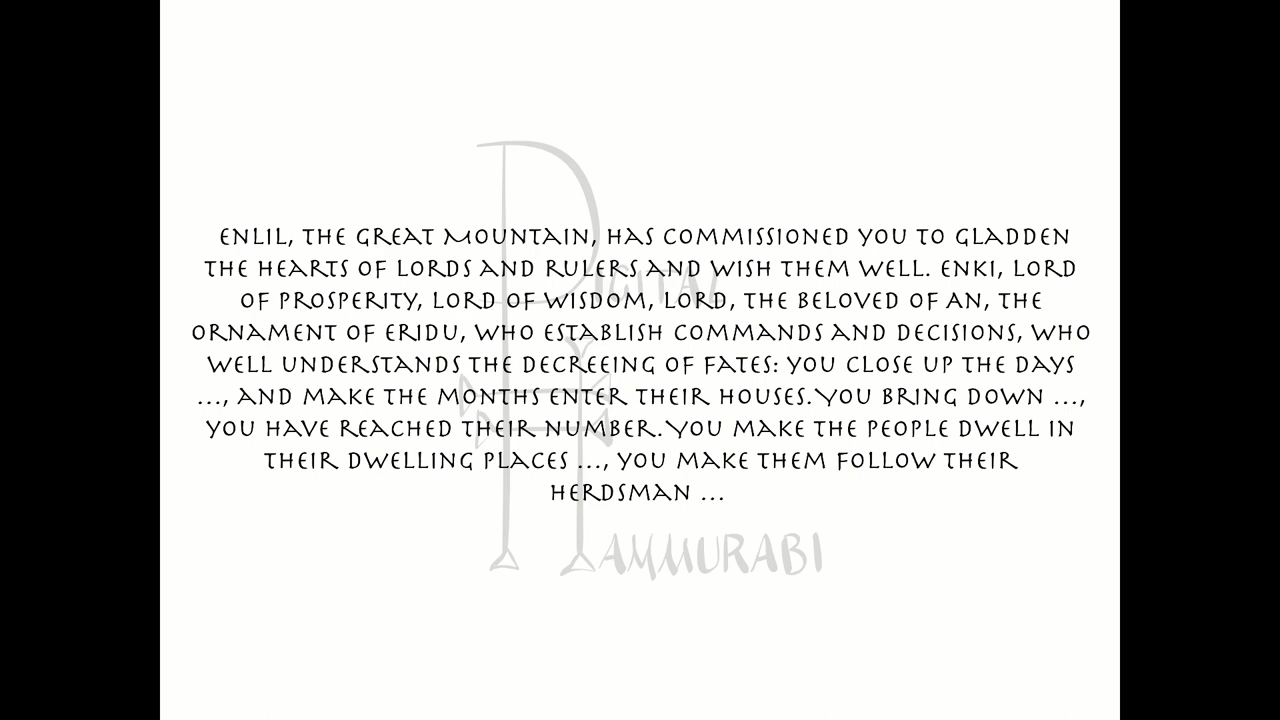 Enlil, the Great Mountain, has commissioned you to gladden
the hearts of lords and rulers and wish them well. Enki, lord
of prosperity, lord of wisdom, lord, the beloved of An, the
ornament of Eridu, who establish commands and decisions, who
well understands the decreeing of fates: you close up the days
…, and make the months enter their houses. You bring down …,
you have reached their number. You make the people dwell in
their dwelling places …, you make them follow their
herdsman …
Digital
Hammurabi